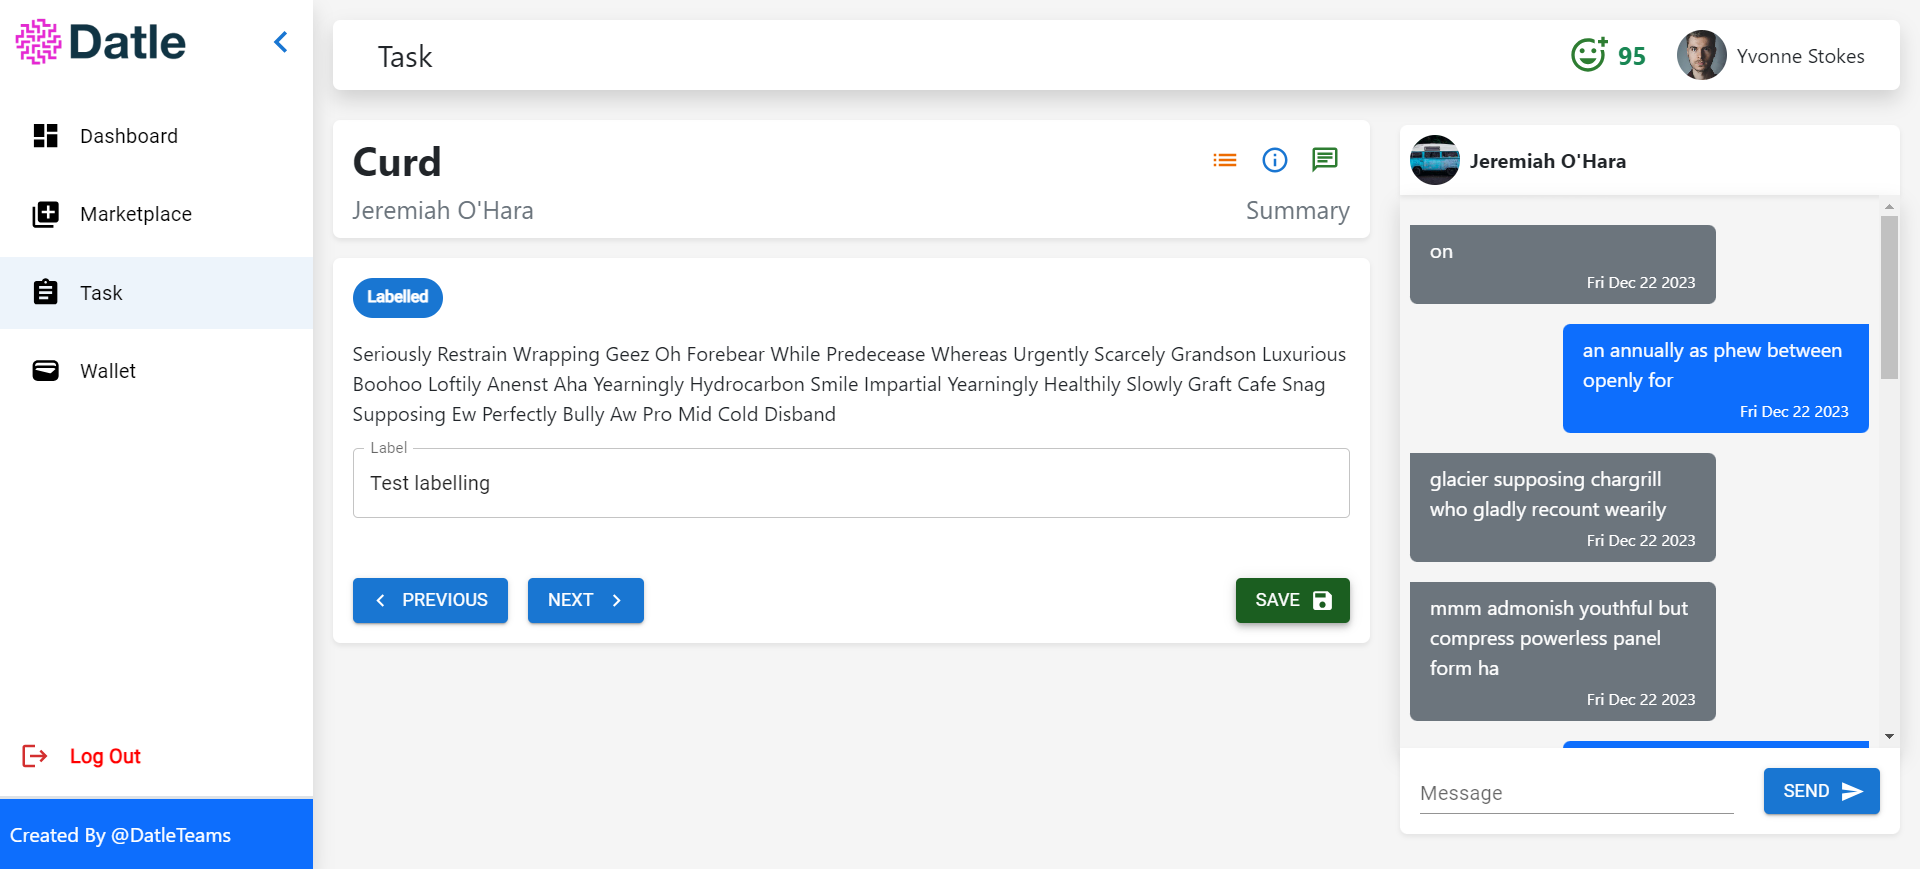 Datle
Dashboard
Marketplace
Task
Wallet
Log Out
Created By @DatleTeams
Task
95
Yvonne Stokes
Curd
Jeremiah O'Hara
Summary
Labelled
Seriously Restrain Wrapping Geez Oh Forebear While Predecease Whereas Urgently Scarcely Grandson Luxurious
Boohoo Loftily Anenst Aha Yearningly Hydrocarbon Smile Impartial Yearningly Healthily Slowly Graft Cafe Snag
Supposing Ew Perfectly Bully Aw Pro Mid Cold Disband
Label
Test labelling
PREVIOUS
NEXT
SAVE
Jeremiah O'Hara
on
Fri Dec 22 2023
an annually as phew between
openly for
Fri Dec 22 2023
glacier supposing chargrill
who gladly recount wearily
Fri Dec 22 2023
mmm admonish youthful but
compress powerless panel
form ha
Fri Dec 22 2023
Message
SEND